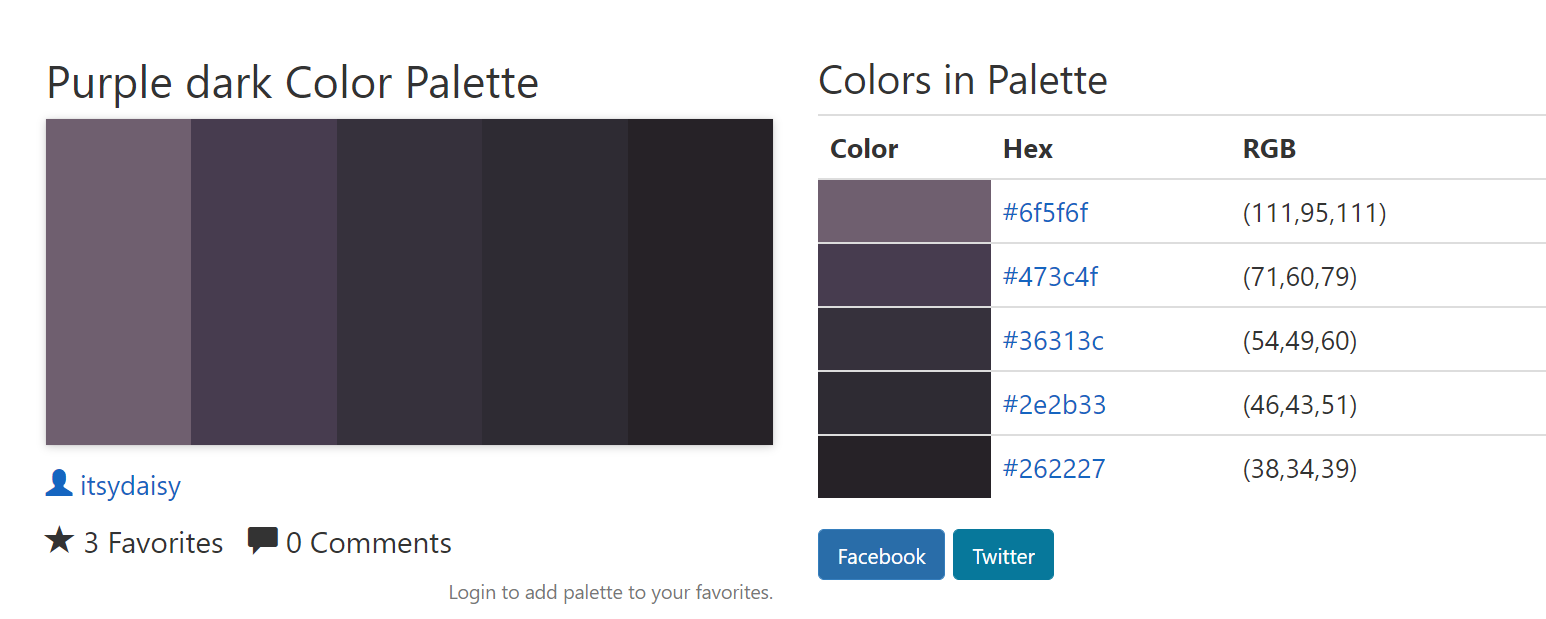 Purple dark Color Palette
itsydaisy
3 Favorites 0 Comments
Login to add palette to your favorites.
Colors in Palette
Color Hex RGB
#6f5f6f (111,95,111)
#473c4f (71,60,79)
#36313c (54,49,60)
#2e2b33 (46,43,51)
#262227 (38,34,39)
Facebook Twitter